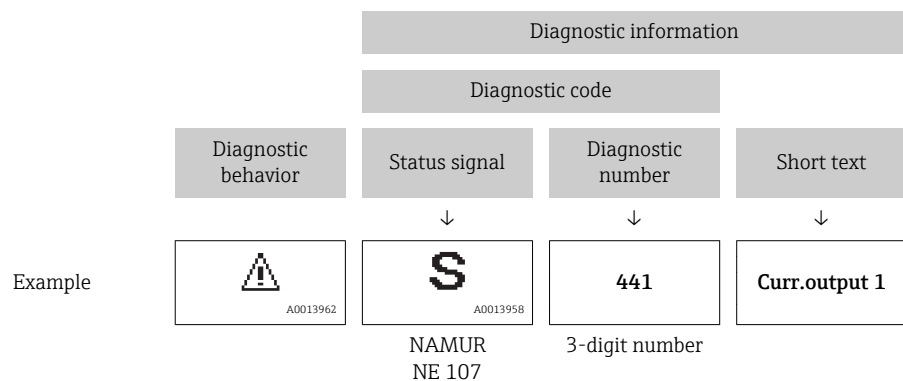 Diagnostic information
Diagnostic code
Diagnostic
behavior
Status signal
Diagnostic
number
Short text
↓ ↓ ↓
Example
S
441
Curr.output 1
A0013962
A0013958
NAMUR
NE 107
3-digit number